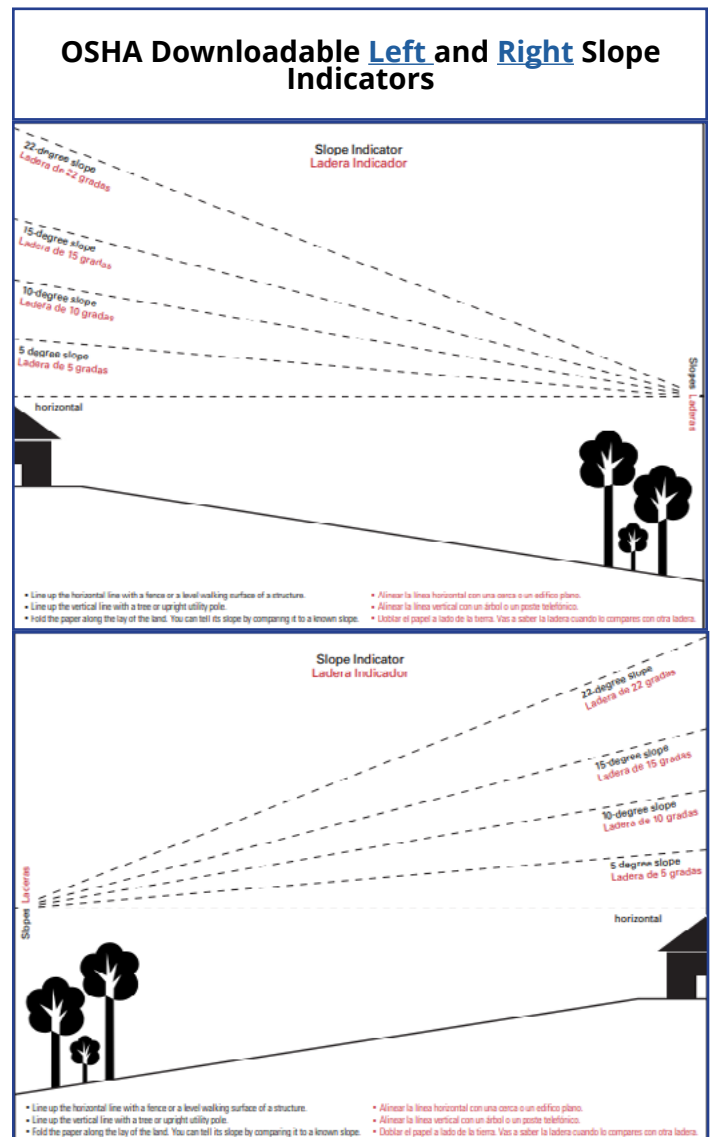 OSHA Downloadable Left and Right Slope
Indicators
Slope Indicator
Ladera Indicador
22-degree slope
Ladera de 22 gradas
15-degree slope
Ladera de 15 gradas
10-degree slope
Ladera de 10 gradas
5 degree slope
Ladera de 5 gradas
Slopes Laderas
horizontal
• Line up the horizontal line with a fence or a level walking surface of a structure.
• Line up the vertical line with a tree or upright utility pole.
• Fold the paper along the lay of the land. You can tell its slope by comparing it to a known slope.
• Alinear la línea horizontal con una cerca o un edifico plano.
• Alinear la línea vertical con un árbol o un poste telefónico.
• Doblar el papel a lado de la tierra. Vas a saber la ladera cuando lo compares con otra ladera.
Slope Indicator
Ladera Indicador
22-degree slope
Ladera de 22 gradas
15-degree slope
Ladera de 15 gradas
10-degree slope
Ladera de 10 gradas
5 degree slope
Ladera de 5 gradas
Slopes Laderas
horizontal
• Line up the horizontal line with a fence or a level walking surface of a structure.
• Line up the vertical line with a tree or upright utility pole.
• Fold the paper along the lay of the land. You can tell its slope by comparing it to a known slope.
• Alinear la línea horizontal con una cerca o un edifico plano.
• Alinear la línea vertical con un árbol o un poste telefónico.
• Doblar el papel a lado de la tierra. Vas a saber la ladera cuando lo compares con otra ladera.